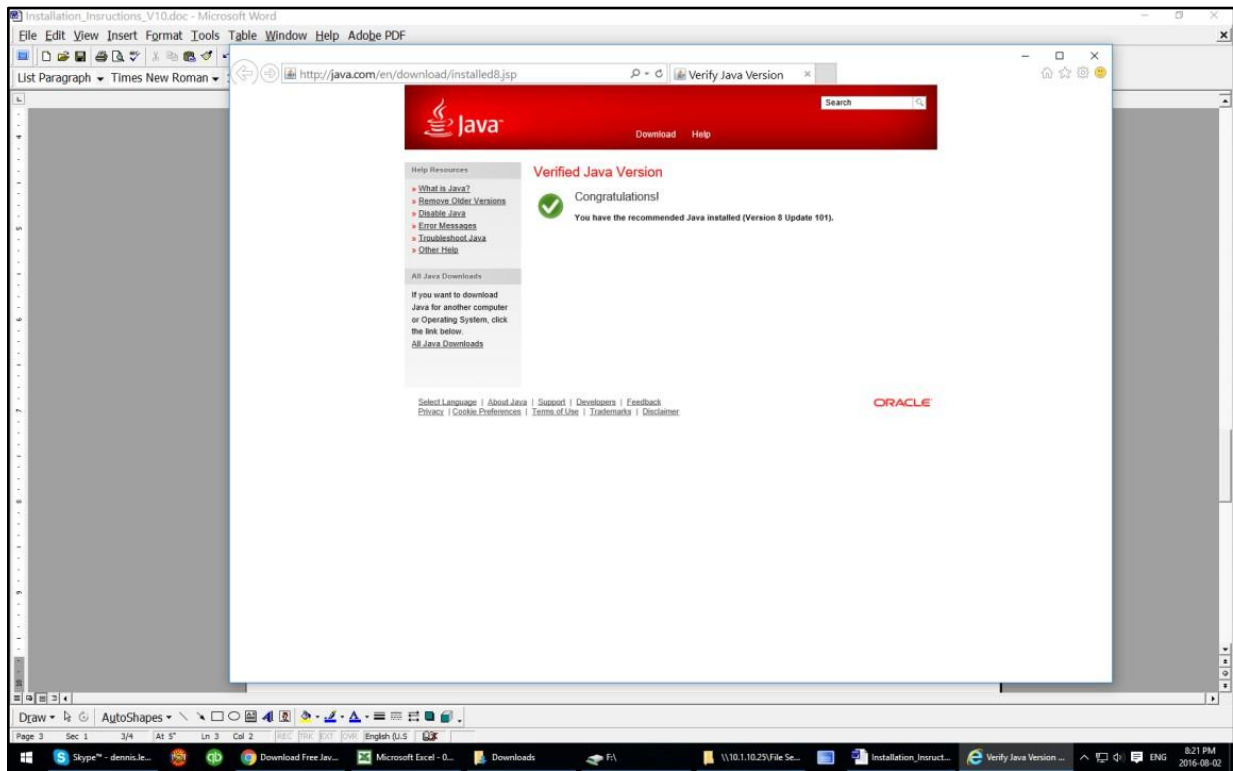 Installation_Insructions_V10.doc - Microsoft Word
File Edit View Insert Format Tools Table Window Help Adobe PDF
List Paragraph Times New Roman
http://java.com/en/download/installed8.jsp
Verify Java Version
Java
Search
Download Help
Help Resources
» What is Java?
» Remove Older Versions
» Disable Java
» Error Messages
» Troubleshoot Java
» Other Help
All Java Downloads
If you want to download
Java for another computer
or Operating System, click
the link below.
All Java Downloads
Verified Java Version
Congratulations!
You have the recommended Java installed (Version 8 Update 101).
Select Language | About Java | Support | Developers | Feedback
Privacy | Cookie Preferences | Terms of Use | Trademarks | Disclaimer
ORACLE
Draw AutoShapes
Page 3 Sec 1 3/4 At 5" Ln 3 Col 2 REC TRK EXT OVR English (U.S
Skype™ - dennis.le... qb Download Free Jav... Microsoft Excel - 0... Downloads F:\ \\10.1.10.25\File Se... Installation_Insruct... Verify Java Version ... ENG 8:21 PM
2016-08-02